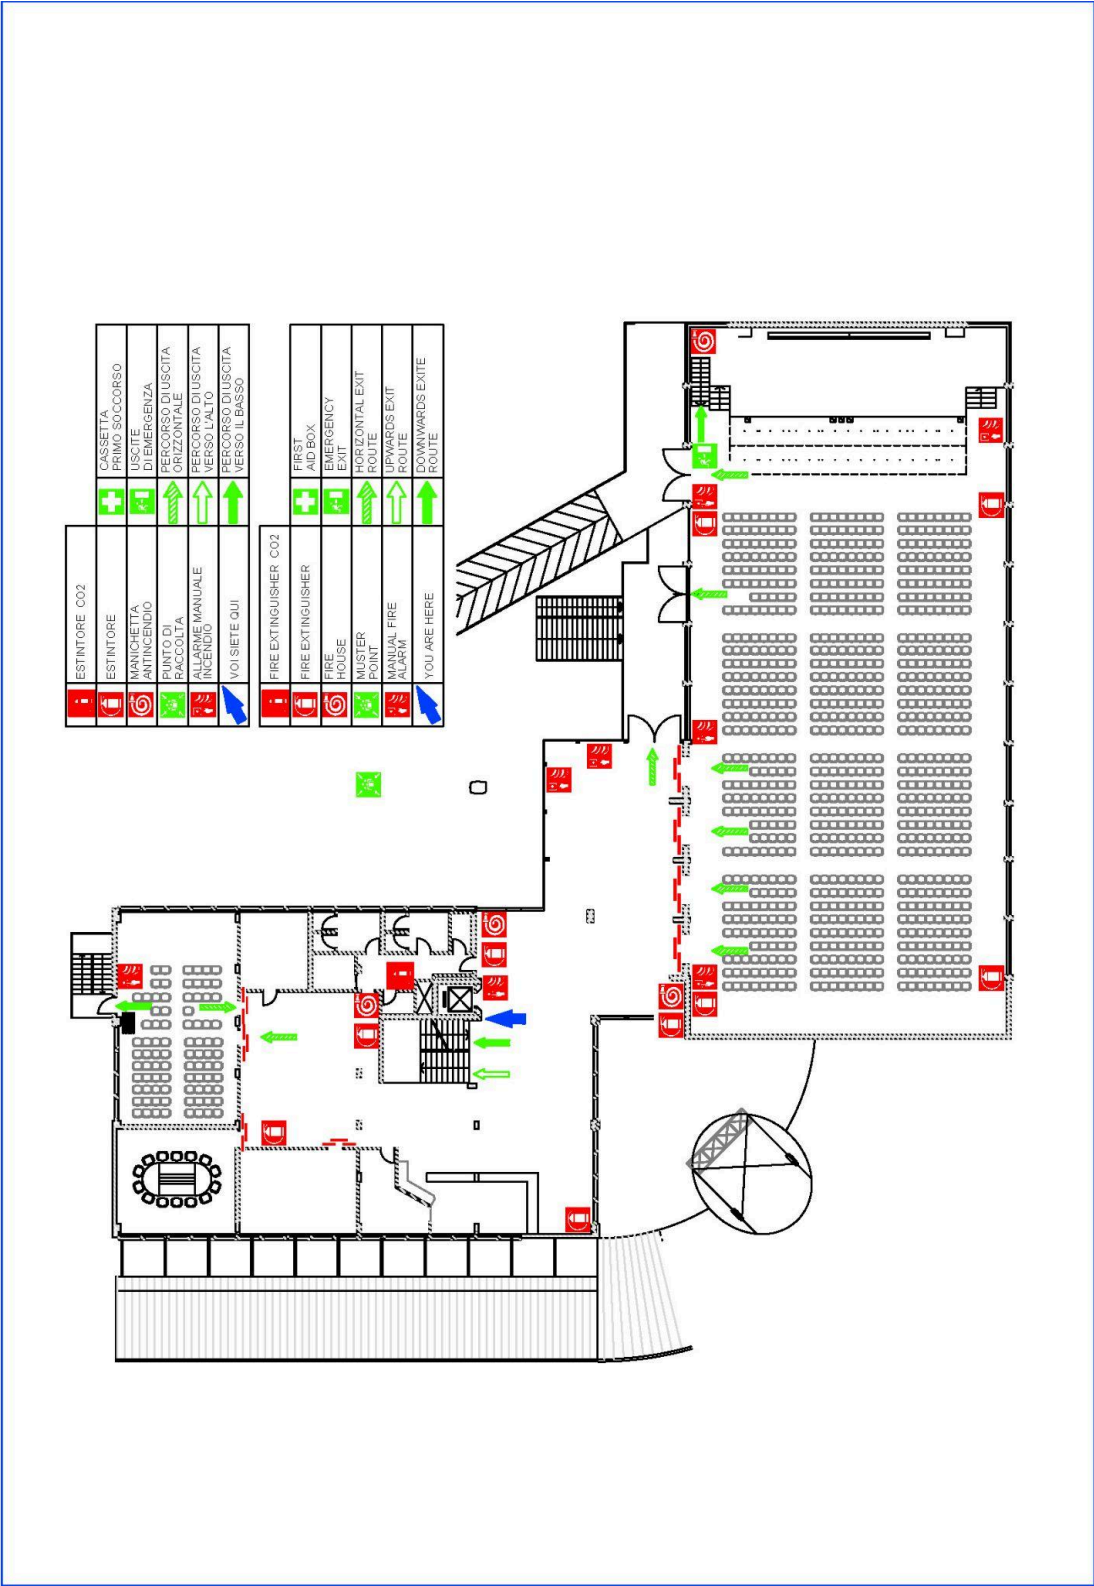 ESTINTORE CO2
ESTINTORE
MANICHETTA
ANTINCENDIO
PUNTO DI
RACCOLTA
ALLARME MANUALE
INCENDIO
VOI SIETE QUI
CASSETTA
PRIMO SOCCORSO
USCITE
DI EMERGENZA
PERCORSO DI USCITA
ORIZZONTALE
PERCORSO DI USCITA
VERSO L'ALTO
PERCORSO DI USCITA
VERSO IL BASSO
FIRE EXTINGUISHER CO2
FIRE EXTINGUISHER
FIRE
HOUSE
MUSTER
POINT
MANUAL FIRE
ALARM
YOU ARE HERE
FIRST
AID BOX
EMERGENCY
EXIT
HORIZONTAL EXIT
ROUTE
UPWARDS EXIT
ROUTE
DOWNWARDS EXITE
ROUTE